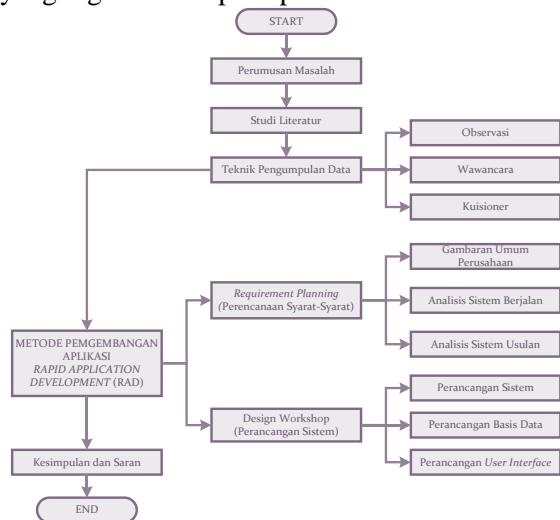 START
Perumusan Masalah
Studi Literatur
Teknik Pengumpulan Data
Observasi
Wawancara
Kuisioner
Requirement Planning
(Perencanaan Syarat-Syarat)
Gambaran Umum
Perusahaan
Analisis Sistem Berjalan
Analisis Sistem Usulan
METODE PEMGEMBANGAN
APLIKASI
RAPID APPLICATION
DEVELOPMENT (RAD)
Design Workshop
(Perancangan Sistem)
Perancangan Sistem
Perancangan Basis Data
Perancangan User Interface
Kesimpulan dan Saran
END